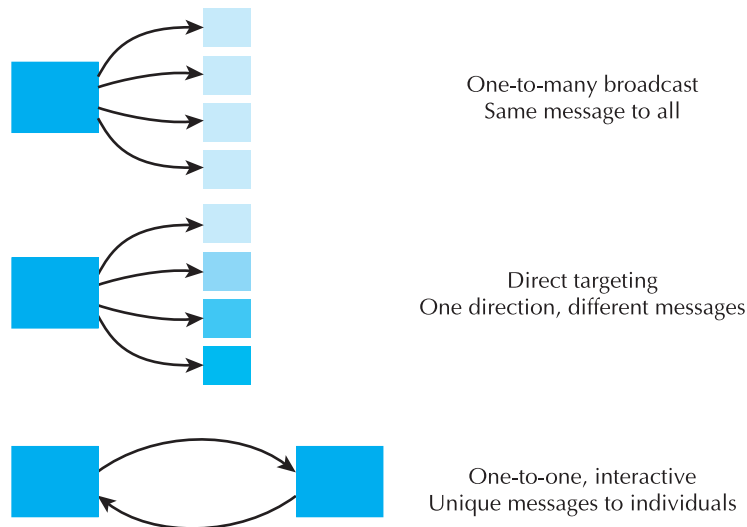 One-to-many broadcast
Same message to all
Direct targeting
One direction, different messages
One-to-one, interactive
Unique messages to individuals